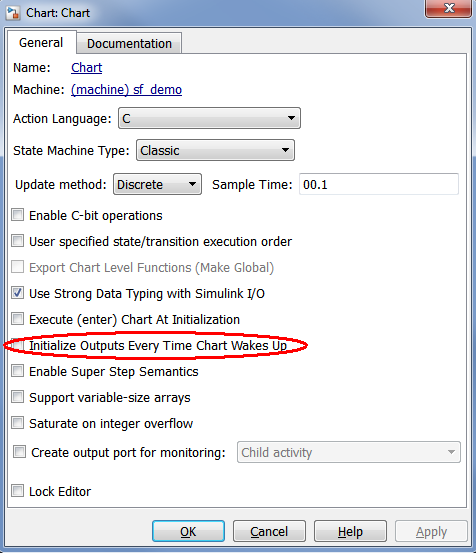 Chart: Chart
General Documentation
Name: Chart
Machine: (machine) sf_demo
Action Language: C
State Machine Type: Classic
Update method: Discrete Sample Time: 00.1
Enable C-bit operations
User specified state/transition execution order
Export Chart Level Functions (Make Global)
Use Strong Data Typing with Simulink I/O
Execute (enter) Chart At Initialization
Initialize Outputs Every Time Chart Wakes Up
Enable Super Step Semantics
Support variable-size arrays
Saturate on integer overflow
Create output port for monitoring: Child activity
Lock Editor
OK Cancel Help Apply